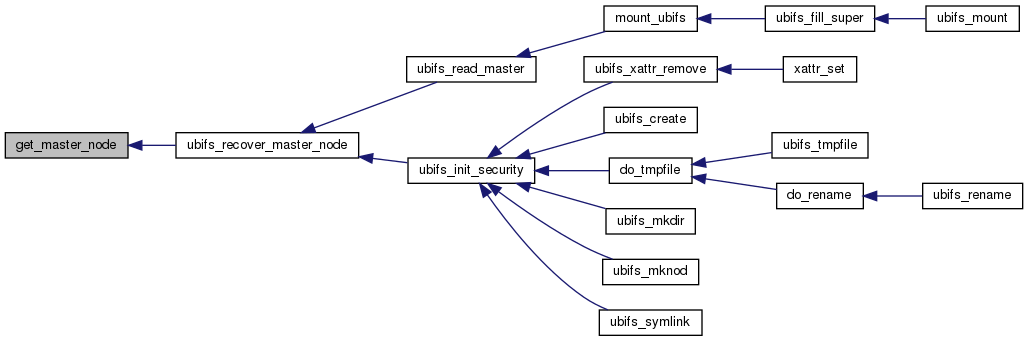 mount_ubifs
ubifs_fill_super
ubifs_mount
ubifs_read_master
ubifs_xattr_remove
xattr_set
ubifs_create
get_master_node
ubifs_recover_master_node
ubifs_init_security
do_tmpfile
ubifs_tmpfile
do_rename
ubifs_rename
ubifs_mkdir
ubifs_mknod
ubifs_symlink